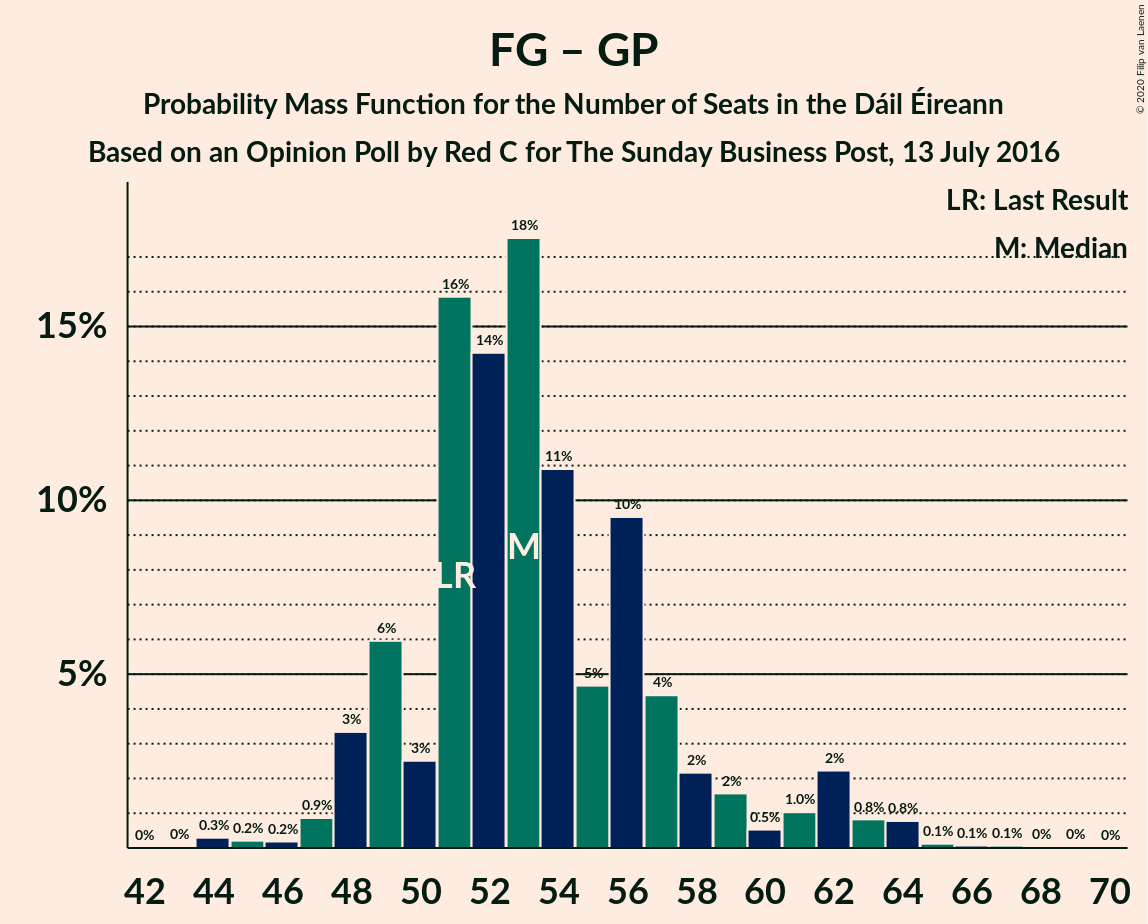 FG – GP
Probability Mass Function for the Number of Seats in the Dáil Éireann
Based on an Opinion Poll by Red C for The Sunday Business Post, 13 July 2016
© 2020 Filip van Laenen
LR: Last Result
M: Median
15%
10%
5%
0% 0% 0.3% 0.2% 0.2% 0.9% 3% 6% 3% 16% 14% 18% 11% 5% 10% 4% 2% 2% 0.5% 1.0% 2% 0.8% 0.8% 0.1% 0.1% 0.1% 0% 0% 0%
LR
M
42 44 46 48 50 52 54 56 58 60 62 64 66 68 70